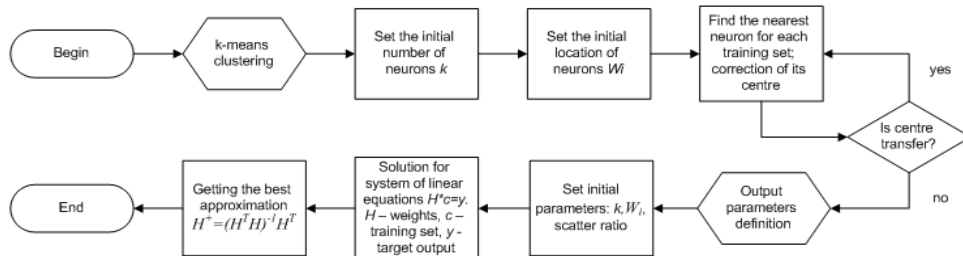 Begin
k-means
clustering
Set the initial
number of
neurons k
Set the initial
location of
neurons Wi
Find the nearest
neuron for each
training set;
correction of its
centre
yes
Is centre
transfer?
no
Output
parameters
definition
Set initial
parameters: k,Wᵢ,
scatter ratio
Solution for
system of linear
equations H*c=y.
H – weights, c –
training set, y -
target output
Getting the best
approximation
H⁺=(HᵀH)⁻¹Hᵀ
End